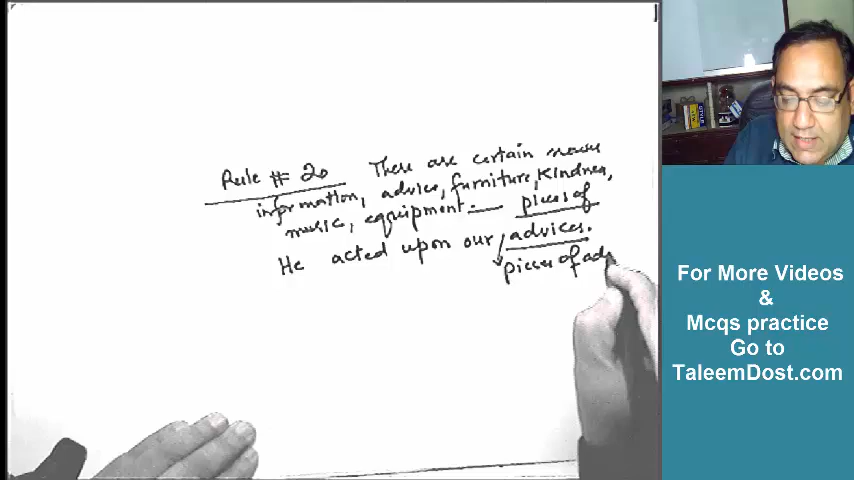 Rule # 20 There are certain nouns
information, advice, furniture, Kindness,
music, equipment. — pieces of
He acted upon our / advices.
pieces of adv
For More Videos
&
Mcqs practice
Go to
TaleemDost.com